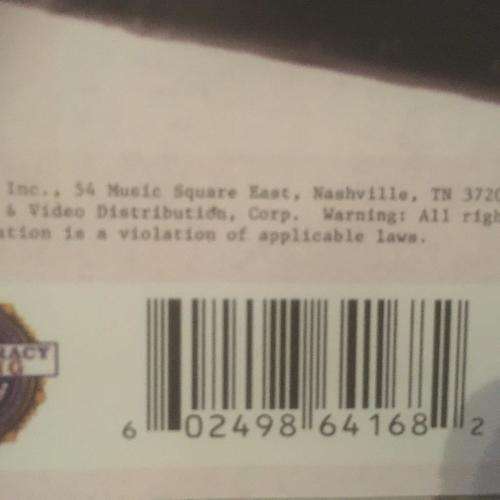 Inc., 54 Music Square East, Nashville, TN 3720
& Video Distribution, Corp. Warning: All righ
ation is a violation of applicable laws.
RACY
6 02498 64168 2